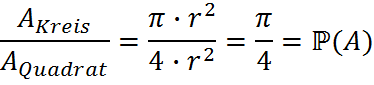 A_Kreis / A_Quadrat = π · r² / 4 · r² = π / 4 = ℙ(A)